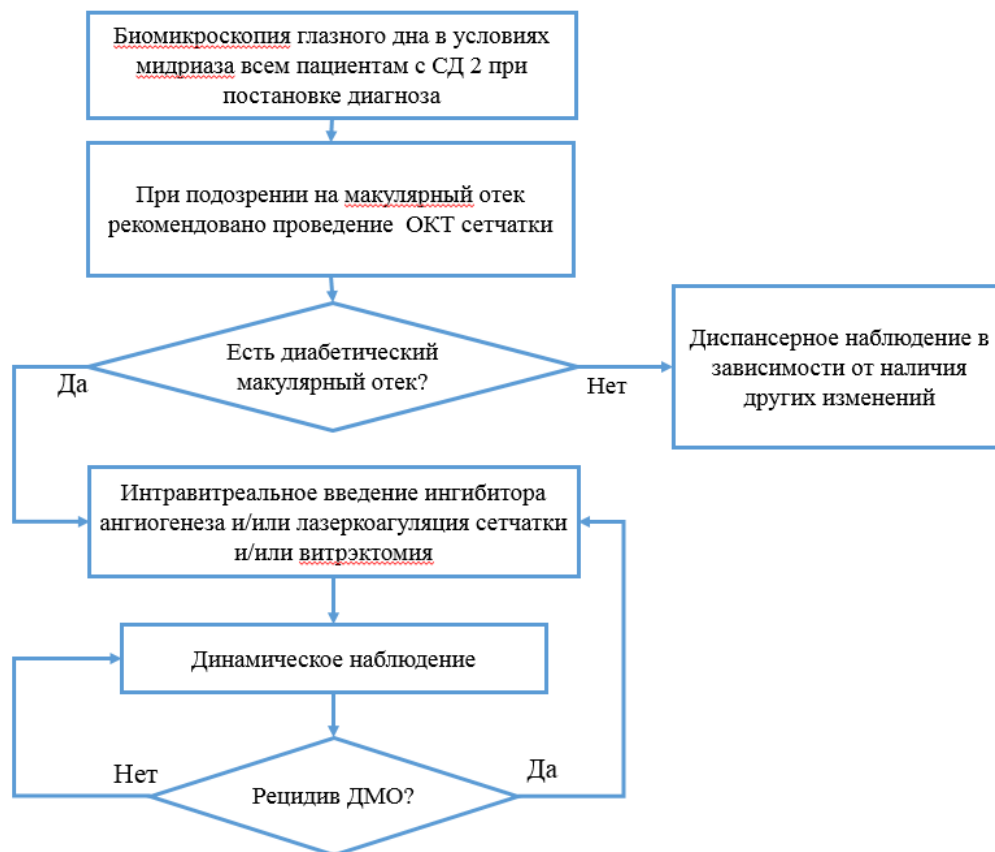 Биомикроскопия глазного дна в условиях
мидриаза всем пациентам с СД 2 при
постановке диагноза
При подозрении на макулярный отек
рекомендовано проведение ОКТ сетчатки
Есть диабетический
макулярный отек?
Да
Нет
Диспансерное наблюдение в
зависимости от наличия
других изменений
Интравитреальное введение ингибитора
ангиогенеза и/или лазеркоагуляция сетчатки
и/или витрэктомия
Динамическое наблюдение
Нет
Да
Рецидив ДМО?